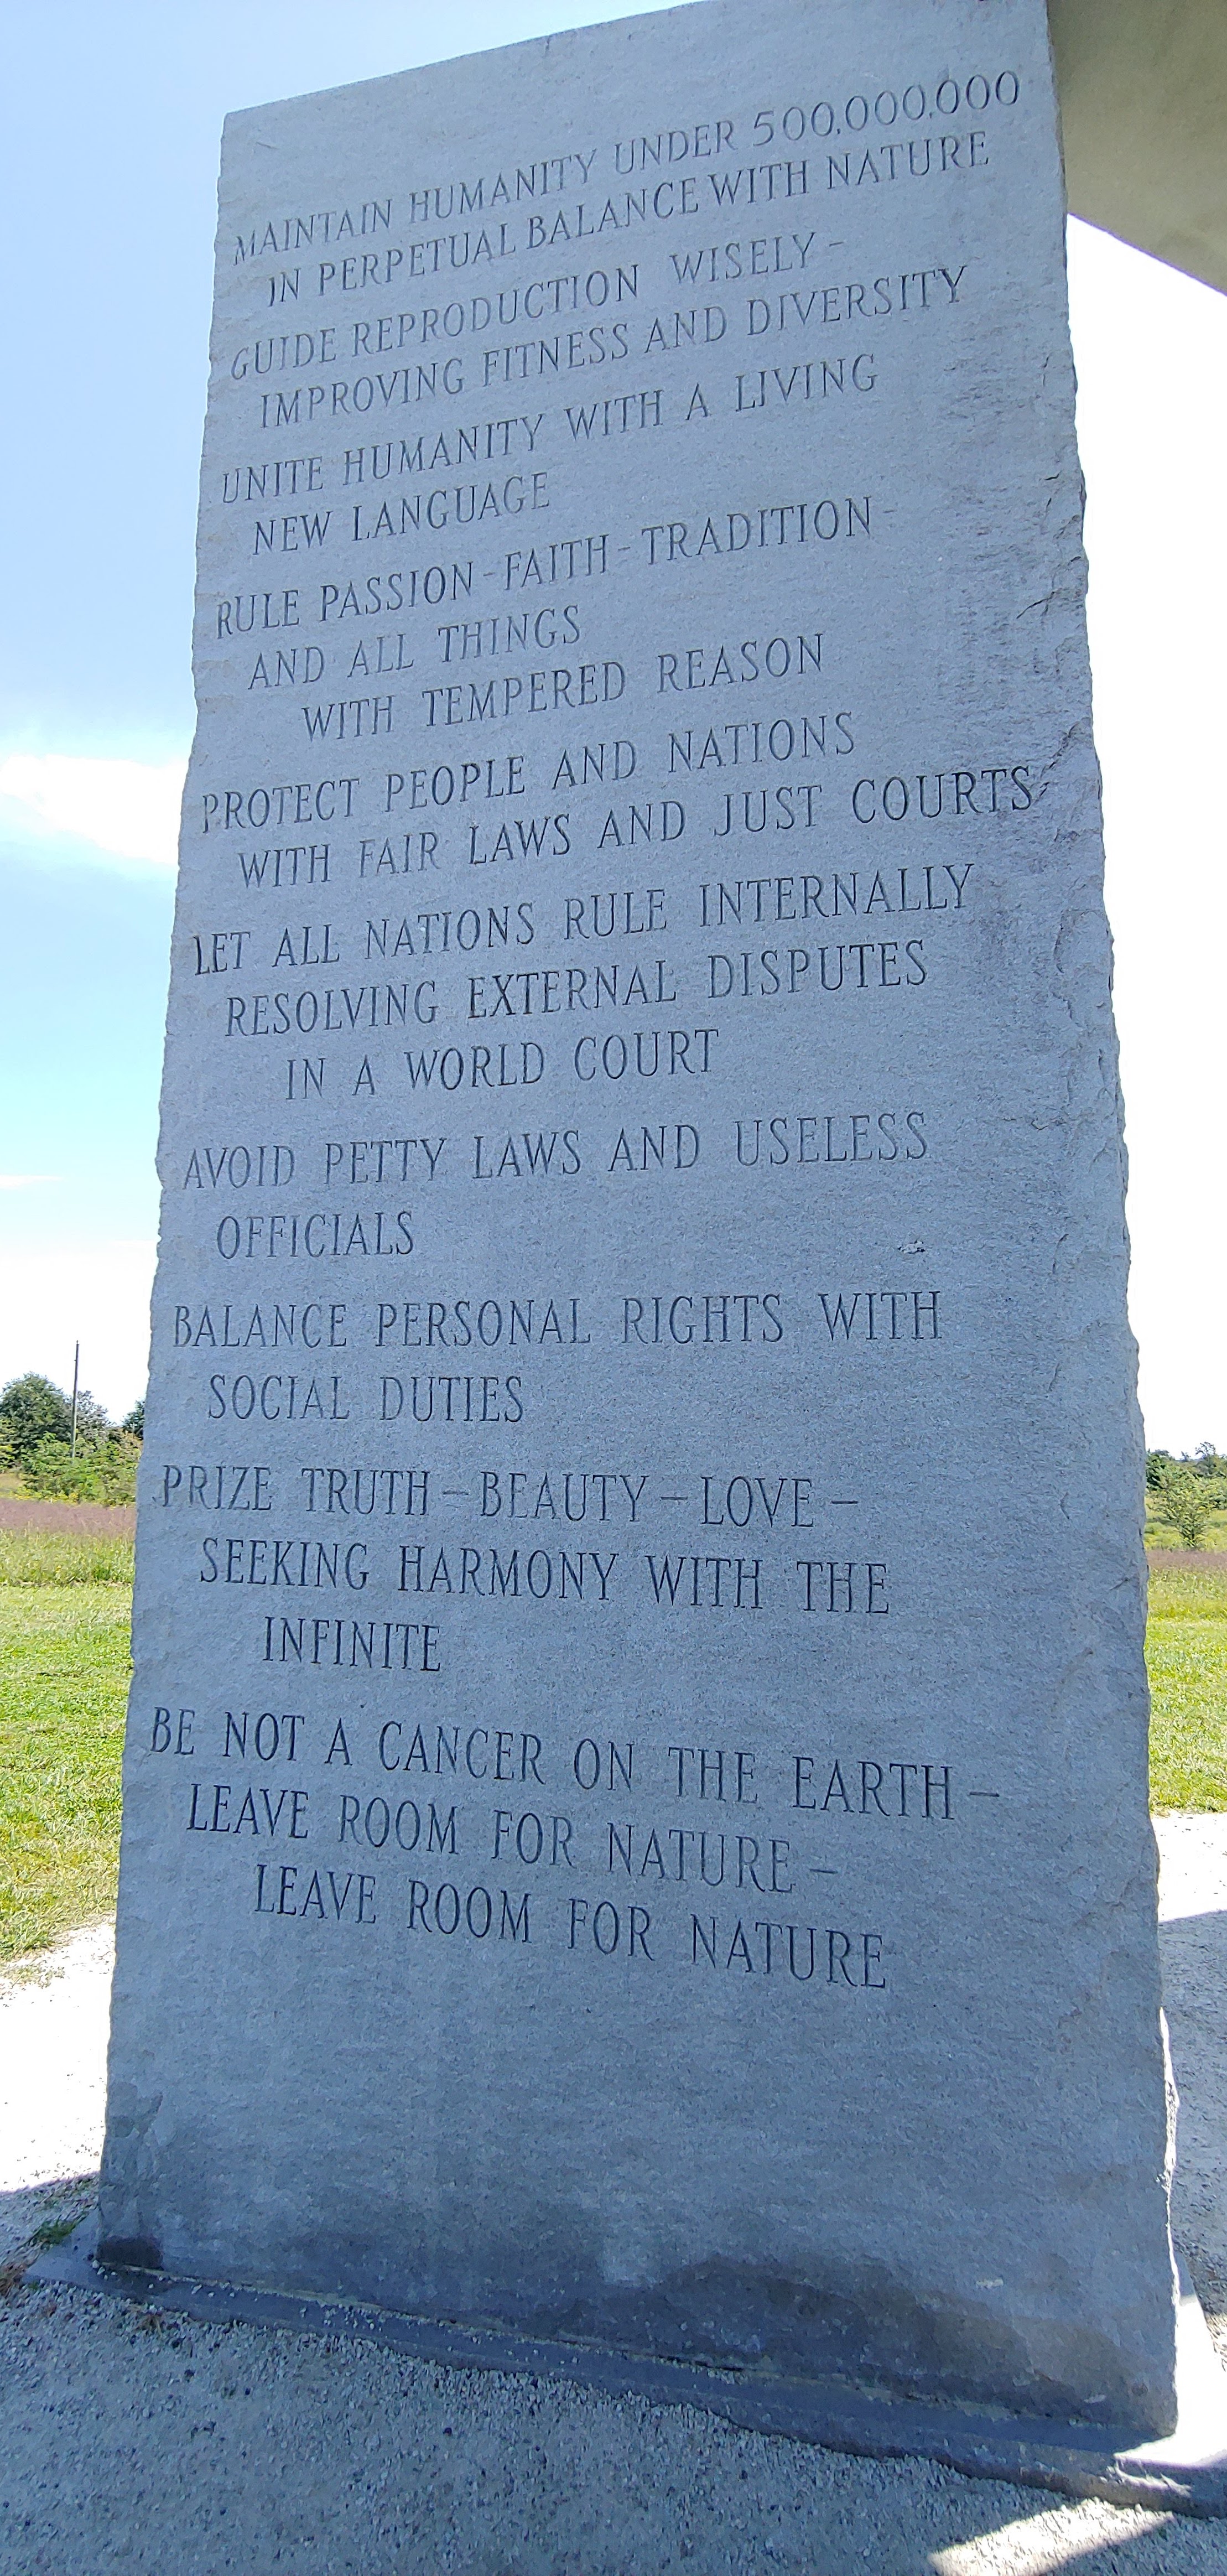 MAINTAIN HUMANITY UNDER 500,000,000
IN PERPETUAL BALANCE WITH NATURE
GUIDE REPRODUCTION WISELY -
IMPROVING FITNESS AND DIVERSITY
UNITE HUMANITY WITH A LIVING
NEW LANGUAGE
RULE PASSION - FAITH - TRADITION -
AND ALL THINGS
WITH TEMPERED REASON
PROTECT PEOPLE AND NATIONS
WITH FAIR LAWS AND JUST COURTS
LET ALL NATIONS RULE INTERNALLY
RESOLVING EXTERNAL DISPUTES
IN A WORLD COURT
AVOID PETTY LAWS AND USELESS
OFFICIALS
BALANCE PERSONAL RIGHTS WITH
SOCIAL DUTIES
PRIZE TRUTH - BEAUTY - LOVE -
SEEKING HARMONY WITH THE
INFINITE
BE NOT A CANCER ON THE EARTH -
LEAVE ROOM FOR NATURE -
LEAVE ROOM FOR NATURE